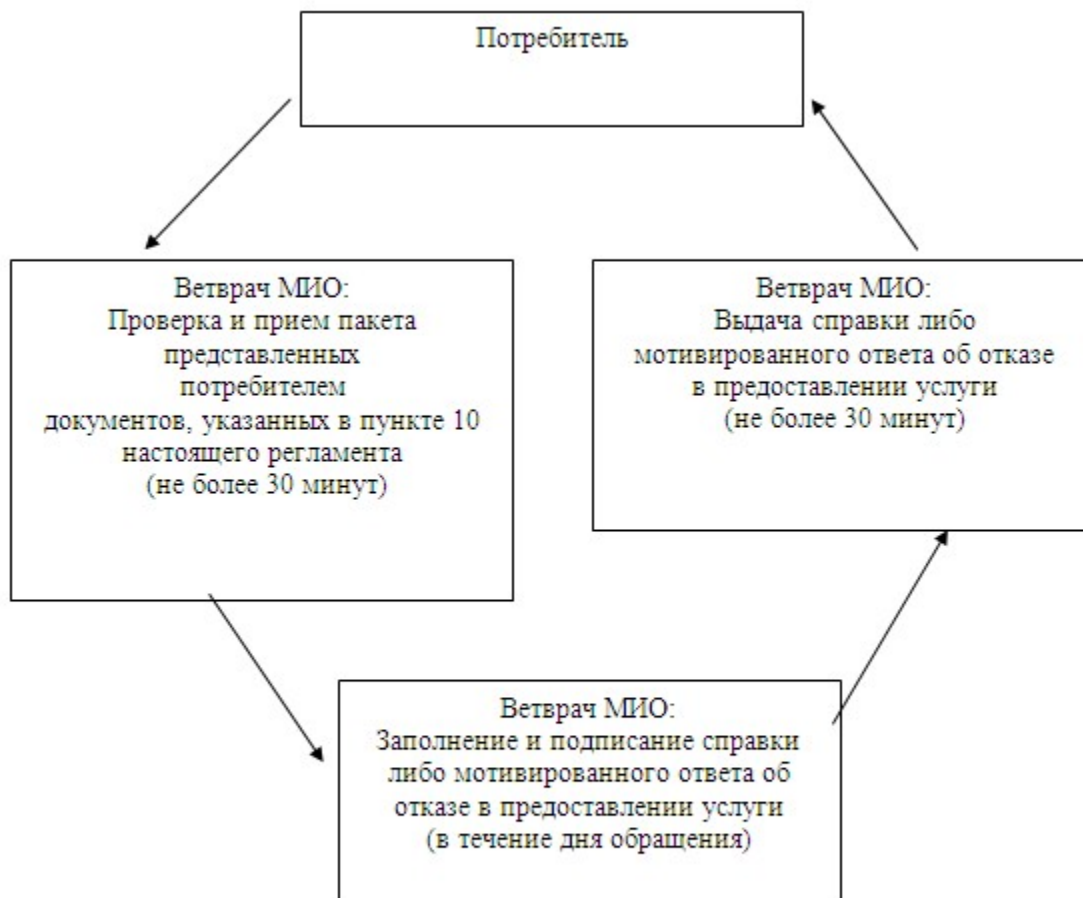 Потребитель
Ветврач МИО:
Проверка и прием пакета
представленных
потребителем
документов, указанных в пункте 10
настоящего регламента
(не более 30 минут)
Ветврач МИО:
Выдача справки либо
мотивированного ответа об отказе
в предоставлении услуги
(не более 30 минут)
Ветврач МИО:
Заполнение и подписание справки
либо мотивированного ответа об
отказе в предоставлении услуги
(в течение дня обращения)